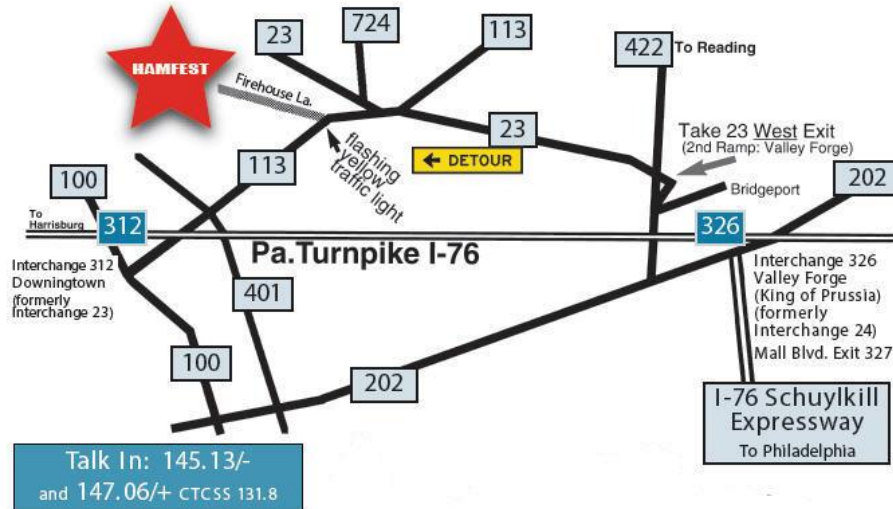 23
724
113
422
To Reading
HAMFEST
Firehouse La.
23
Take 23 West Exit
(2nd Ramp: Valley Forge)
flashing
yellow
traffic light
← DETOUR
113
100
Bridgeport
202
To
Harrisburg
312
326
Pa.Turnpike I-76
Interchange 312
Downingtown
(formerly
Interchange 23)
401
Interchange 326
Valley Forge
(King of Prussia)
(formerly
Interchange 24)
Mall Blvd. Exit 327
100
202
I-76 Schuylkill
Expressway
To Philadelphia
Talk In: 145.13/-
and 147.06/+ CTCSS 131.8